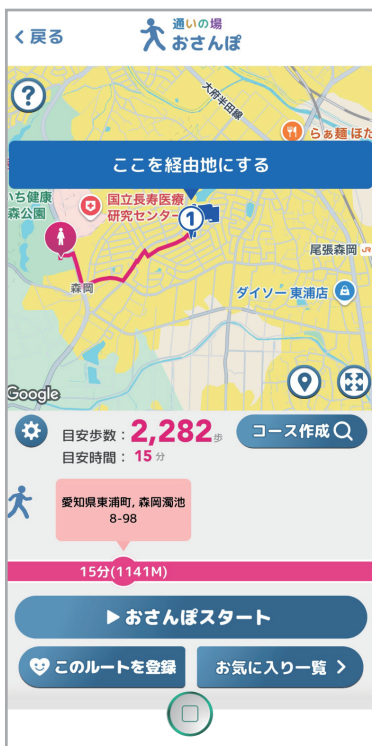 < 戻る
通いの場
おさんぽ
?
大府半田線
らぁ麺 ほた
ここを経由地にする
いち健康
森公園
国立長寿医療
研究センター
1
尾張森岡
森岡
ダイソー 東浦店
Google
目安歩数：2,282歩
コース作成
目安時間：15分
愛知県東浦町, 森岡濁池
8-98
15分(1141M)
▶おさんぽスタート
このルートを登録
お気に入り一覧 >